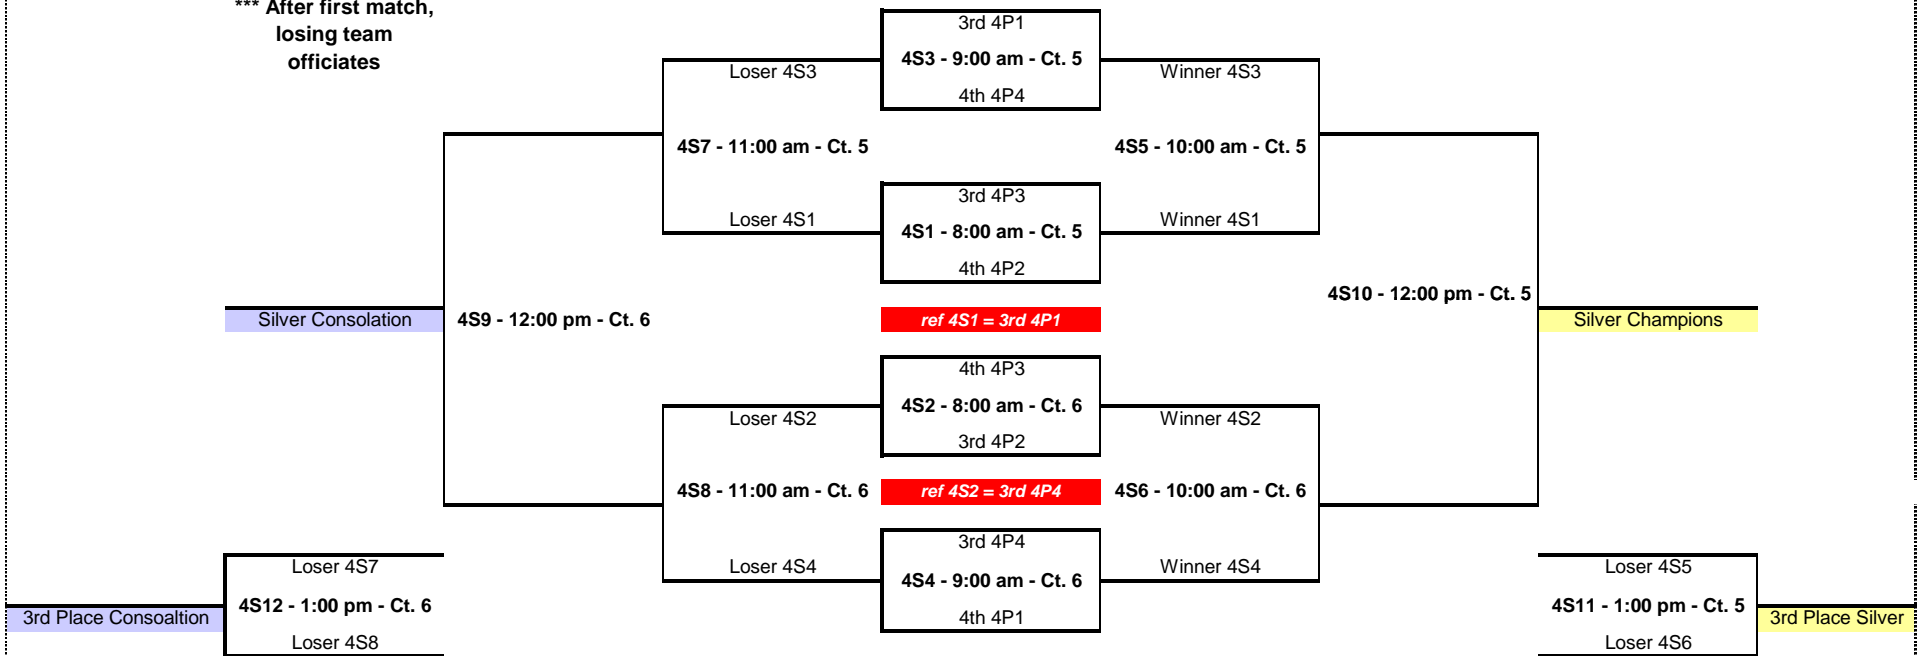 *** After first match,
losing team
officiates
3rd 4P1
4S3 - 9:00 am - Ct. 5
4th 4P4
Loser 4S3
Winner 4S3
4S7 - 11:00 am - Ct. 5
4S5 - 10:00 am - Ct. 5
3rd 4P3
4S1 - 8:00 am - Ct. 5
4th 4P2
Loser 4S1
Winner 4S1
4S10 - 12:00 pm - Ct. 5
Silver Consolation
4S9 - 12:00 pm - Ct. 6
ref 4S1 = 3rd 4P1
Silver Champions
4th 4P3
4S2 - 8:00 am - Ct. 6
3rd 4P2
Loser 4S2
Winner 4S2
4S8 - 11:00 am - Ct. 6
ref 4S2 = 3rd 4P4
4S6 - 10:00 am - Ct. 6
3rd 4P4
4S4 - 9:00 am - Ct. 6
4th 4P1
Loser 4S4
Winner 4S4
Loser 4S7
4S12 - 1:00 pm - Ct. 6
Loser 4S8
3rd Place Consoaltion
Loser 4S5
4S11 - 1:00 pm - Ct. 5
Loser 4S6
3rd Place Silver